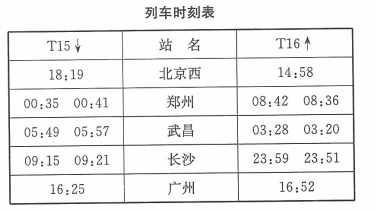 列车时刻表
T15↓ 站 名 T16↑
18:19 北京西 14:58
00:35 00:41 郑州 08:42 08:36
05:49 05:57 武昌 03:28 03:20
09:15 09:21 长沙 23:59 23:51
16:25 广州 16:52